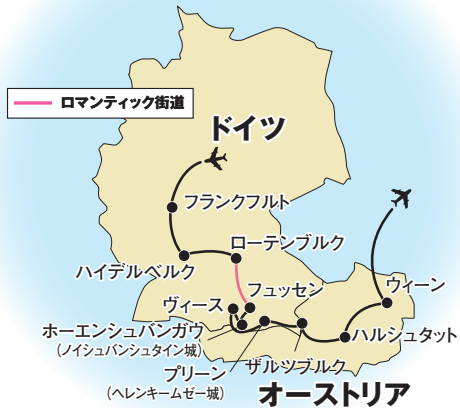 ロマンティック街道
ドイツ
フランクフルト
ローテンブルク
ハイデルベルク
フュッセン
ヴィース
ウィーン
ホーエンシュバンガウ
(ノイシュバンシュタイン城)
ハルシュタット
プリーン
(ヘレンキームゼー城)
ザルツブルク
オーストリア